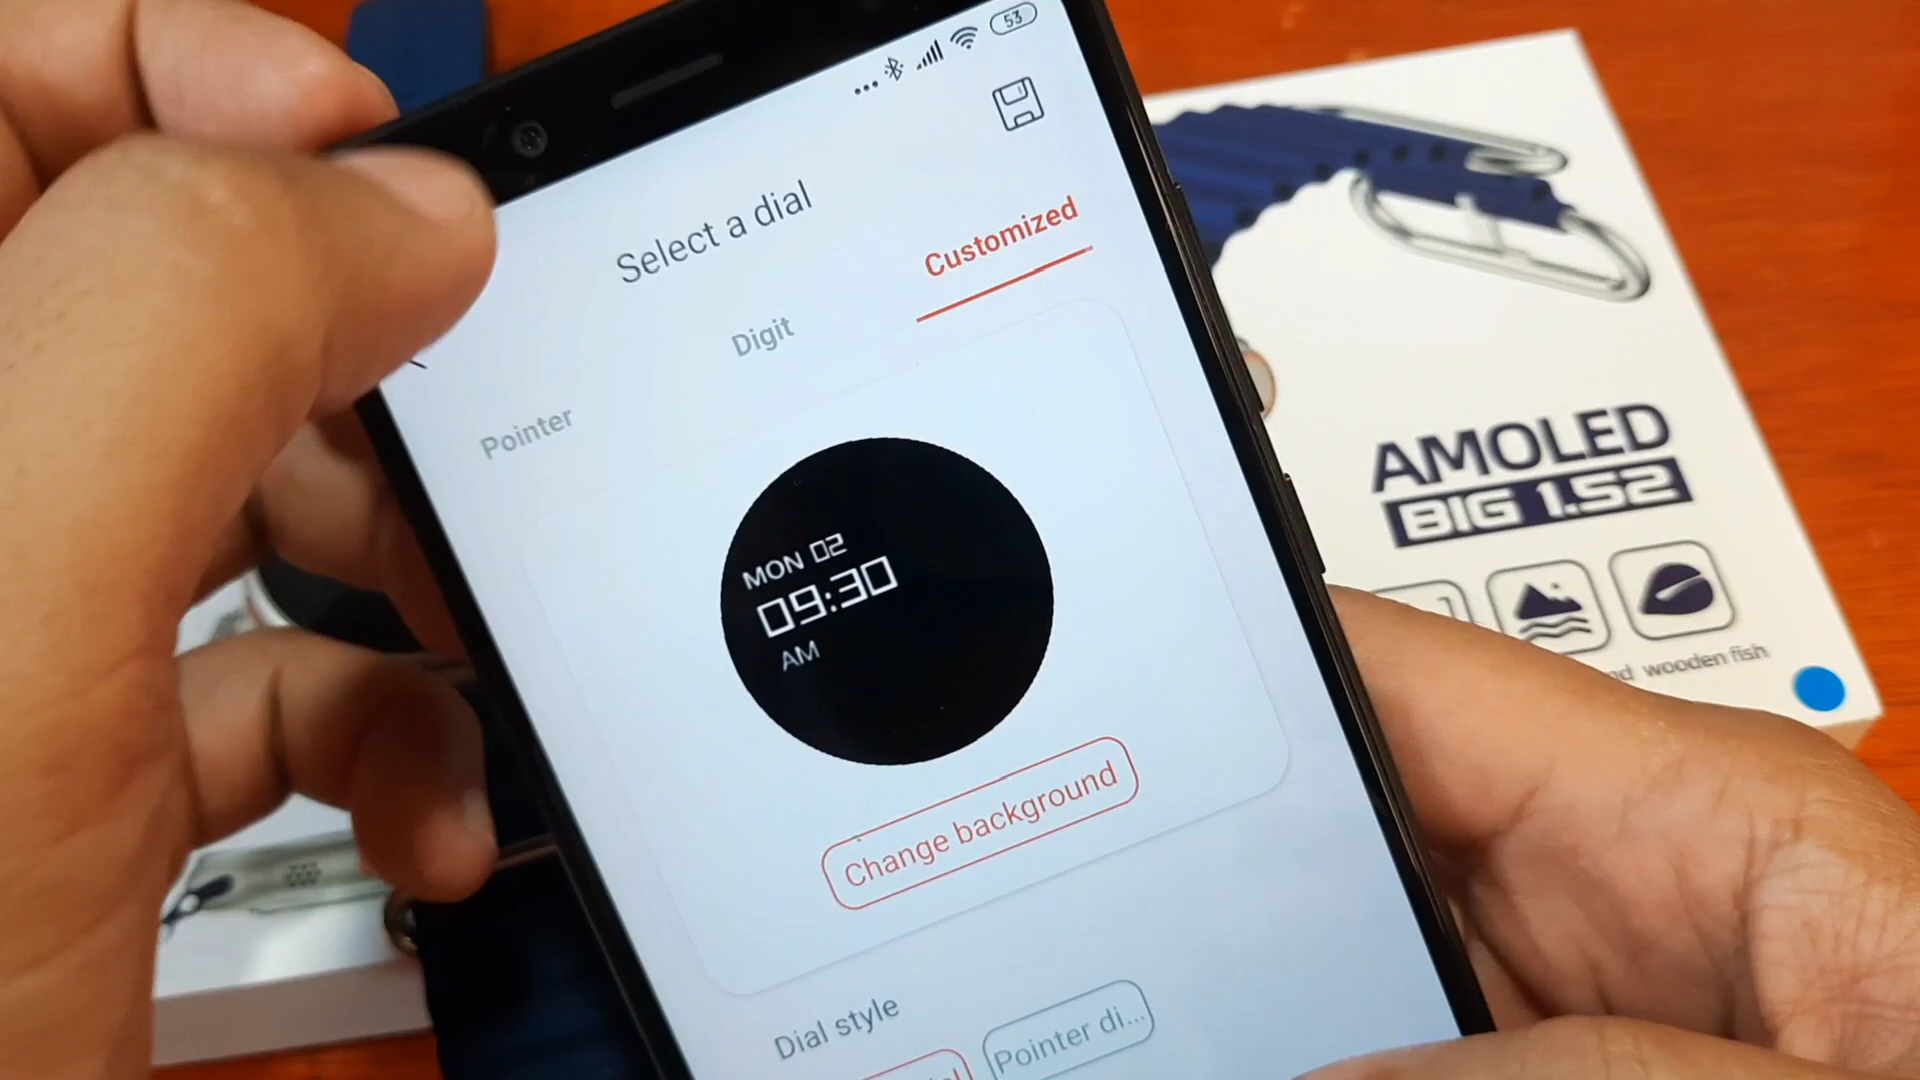 53
Select a dial
Pointer
Digit
Customized
MON 02
09:30
AM
Change background
Dial style
Pointer di...
AMOLED
BIG 1.52
wooden fish